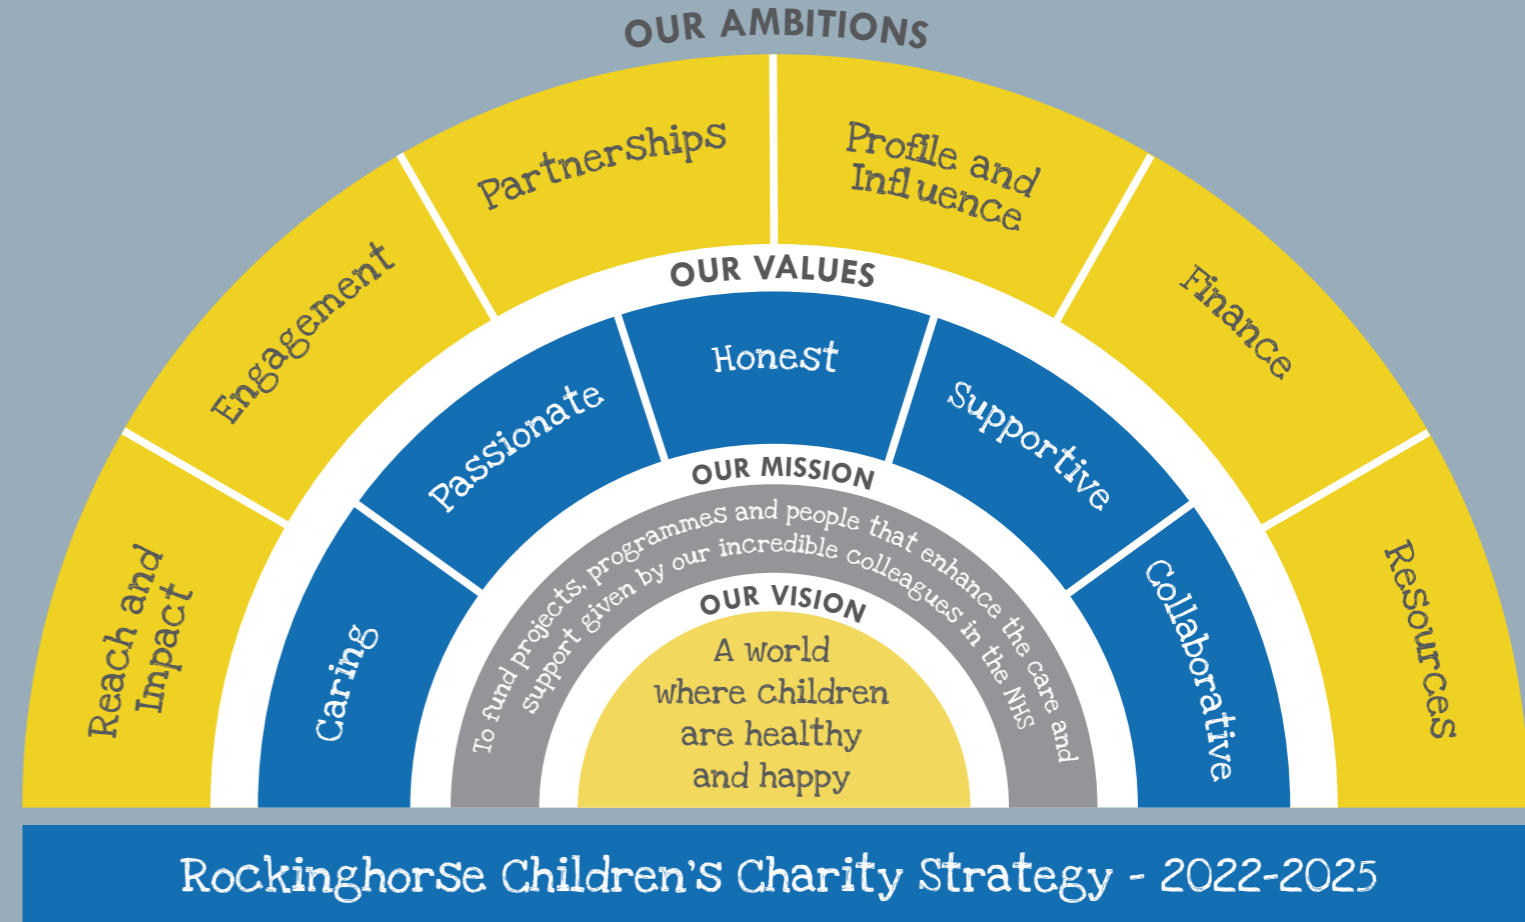 OUR AMBITIONS
Reach and
Impact
Engagement
Partnerships
Profile and
Influence
Finance
Resources
OUR VALUES
Caring
Passionate
Honest
Supportive
Collaborative
OUR MISSION
To fund projects, programmes and people that enhance the care and
support given by our incredible colleagues in the NHS
OUR VISION
A world
where children
are healthy
and happy
Rockinghorse Children's Charity Strategy - 2022-2025